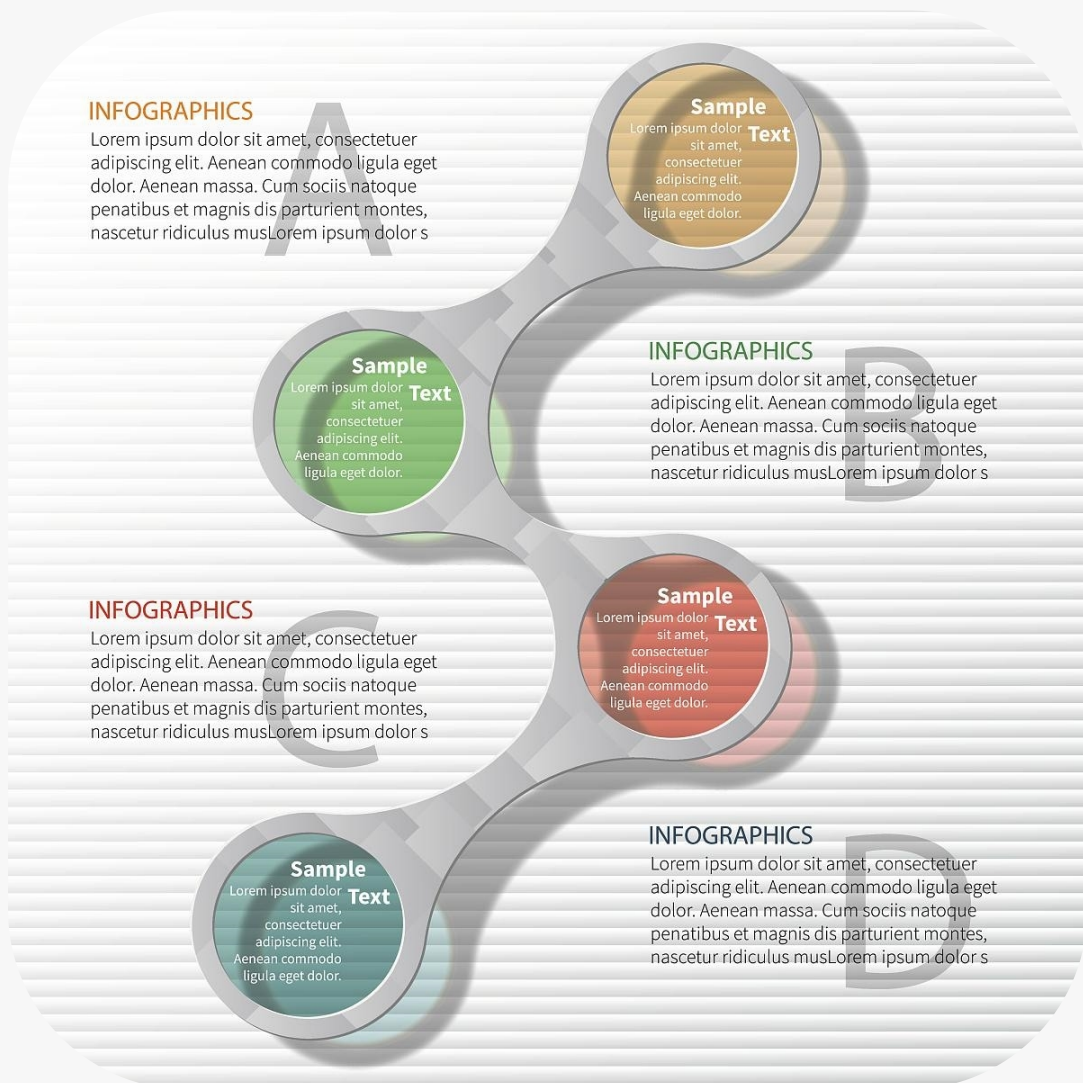 INFOGRAPHICS
A
Lorem ipsum dolor sit amet, consectetuer
adipiscing elit. Aenean commodo ligula eget
dolor. Aenean massa. Cum sociis natoque
penatibus et magnis dis parturient montes,
nascetur ridiculus musLorem ipsum dolor s
Sample
Text
Lorem ipsum dolor
sit amet,
consectetuer
adipiscing elit.
Aenean commodo
ligula eget dolor.
Sample
Text
Lorem ipsum dolor
sit amet,
consectetuer
adipiscing elit.
Aenean commodo
ligula eget dolor.
INFOGRAPHICS
B
Lorem ipsum dolor sit amet, consectetuer
adipiscing elit. Aenean commodo ligula eget
dolor. Aenean massa. Cum sociis natoque
penatibus et magnis dis parturient montes,
nascetur ridiculus musLorem ipsum dolor s
INFOGRAPHICS
C
Lorem ipsum dolor sit amet, consectetuer
adipiscing elit. Aenean commodo ligula eget
dolor. Aenean massa. Cum sociis natoque
penatibus et magnis dis parturient montes,
nascetur ridiculus musLorem ipsum dolor s
Sample
Text
Lorem ipsum dolor
sit amet,
consectetuer
adipiscing elit.
Aenean commodo
ligula eget dolor.
Sample
Text
Lorem ipsum dolor
sit amet,
consectetuer
adipiscing elit.
Aenean commodo
ligula eget dolor.
INFOGRAPHICS
D
Lorem ipsum dolor sit amet, consectetuer
adipiscing elit. Aenean commodo ligula eget
dolor. Aenean massa. Cum sociis natoque
penatibus et magnis dis parturient montes,
nascetur ridiculus musLorem ipsum dolor s